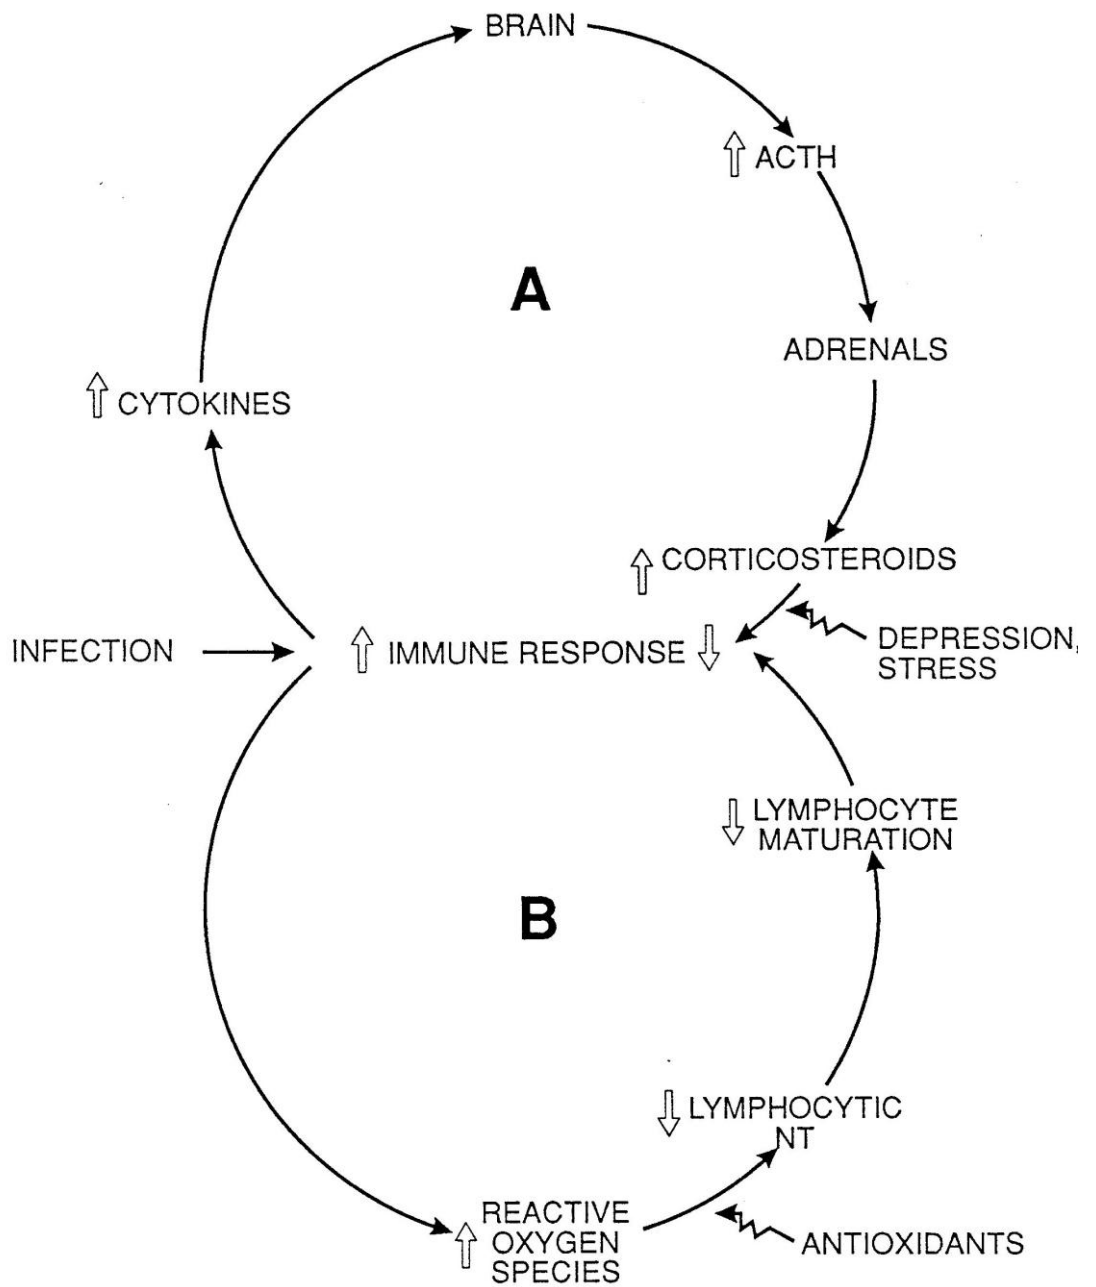 BRAIN
⇧ ACTH
A
ADRENALS
⇧ CYTOKINES
⇧ CORTICOSTEROIDS
INFECTION
⇧ IMMUNE RESPONSE ⇩
DEPRESSION,
STRESS
⇩ LYMPHOCYTE
MATURATION
B
⇩ LYMPHOCYTIC
NT
⇧ REACTIVE
OXYGEN
SPECIES
ANTIOXIDANTS